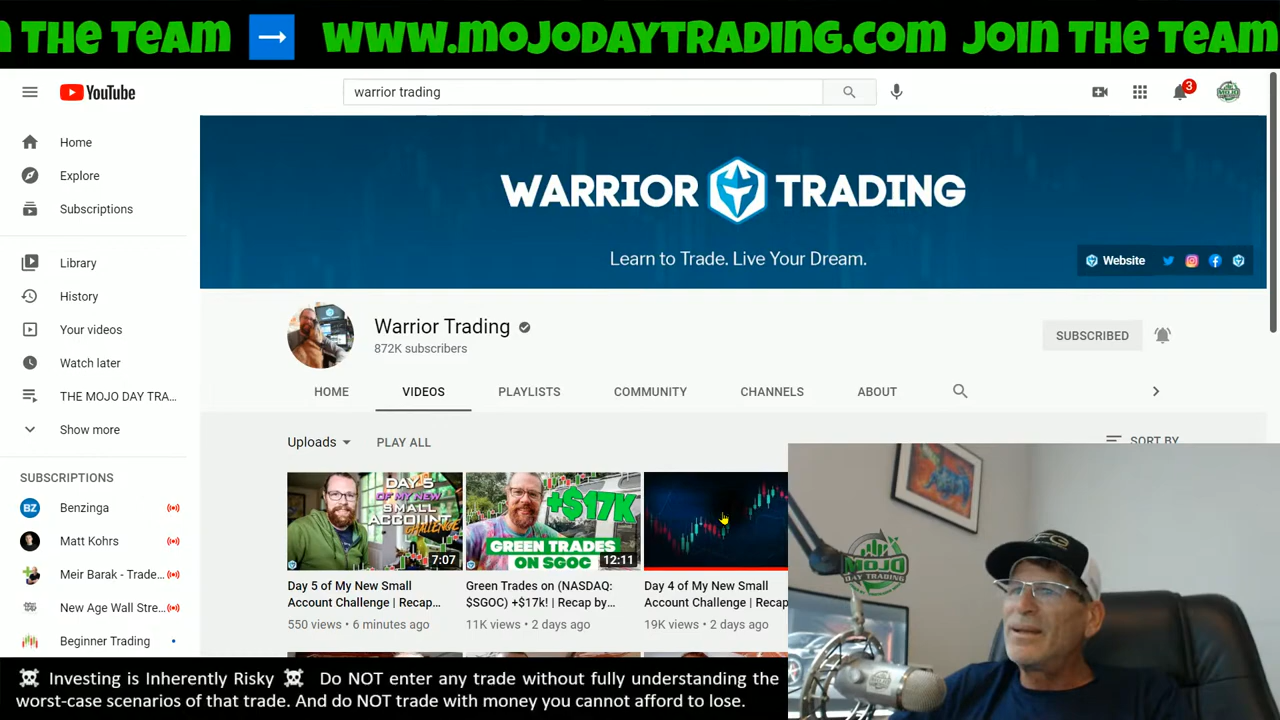 N THE TEAM ➡ www.mojodaytrading.com JOIN THE TEAM
YouTube
warrior trading
3
Home
Explore
Subscriptions
Library
History
Your videos
Watch later
THE MOJO DAY TRA...
Show more
SUBSCRIPTIONS
Benzinga
Matt Kohrs
Meir Barak - Trade...
New Age Wall Stre...
Beginner Trading
WARRIOR TRADING
Learn to Trade. Live Your Dream.
Website
Warrior Trading
872K subscribers
SUBSCRIBED
HOME VIDEOS PLAYLISTS COMMUNITY CHANNELS ABOUT
Uploads PLAY ALL SORT BY
DAY 5
OF MY NEW
SMALL
ACCOUNT
CHALLENGE
7:07
Day 5 of My New Small
Account Challenge | Recap...
550 views • 6 minutes ago
+$17K
GREEN TRADES
ON $SGOC
12:11
Green Trades on (NASDAQ:
$SGOC) +$17k! | Recap by...
11K views • 2 days ago
Day 4 of My New Small
Account Challenge | Recap
19K views • 2 days ago
MOJO
DAY TRADING
☠ Investing is Inherently Risky ☠ Do NOT enter any trade without fully understanding the
worst-case scenarios of that trade. And do NOT trade with money you cannot afford to lose.